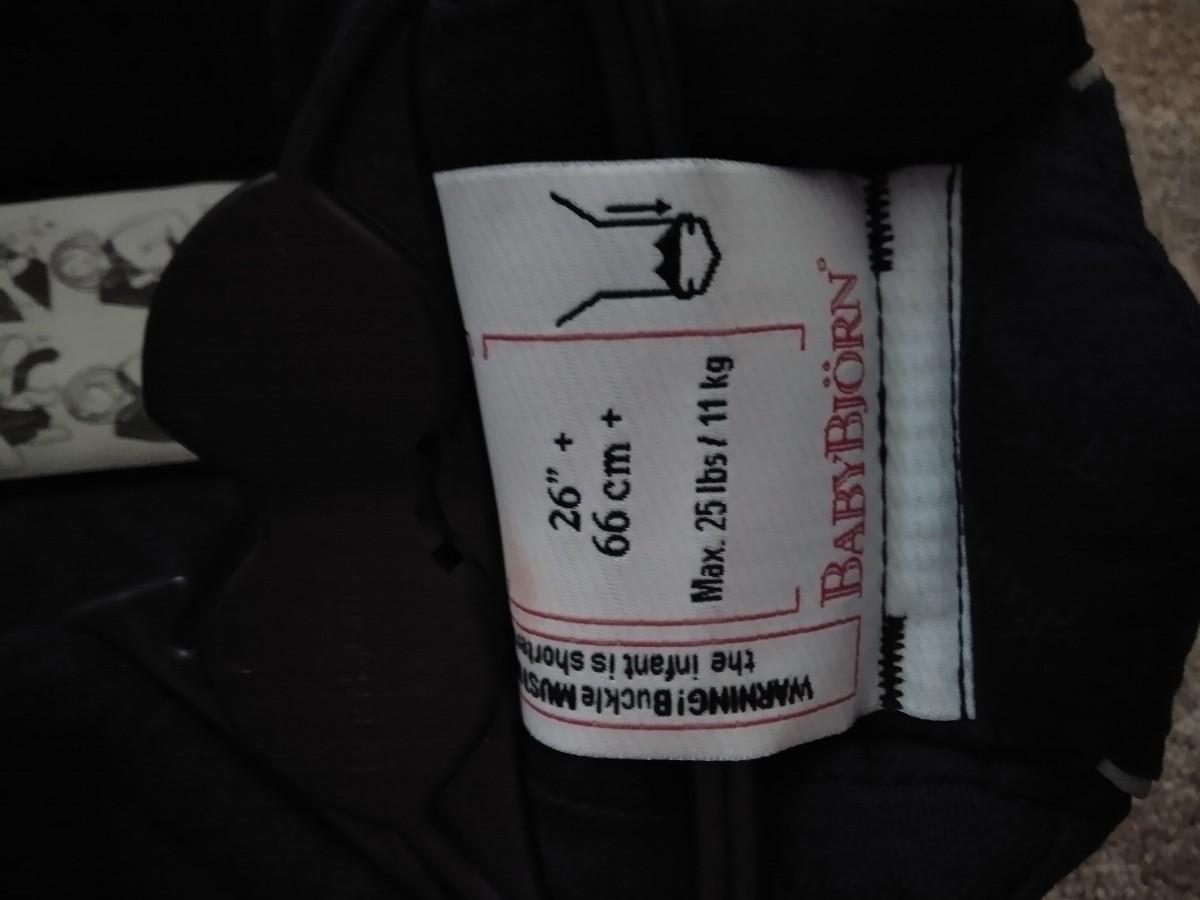 26” +
66 cm +
Max. 25 lbs / 11 kg
BABYBJÖRN®
WARNING! Buckle MUST
the infant is shorter